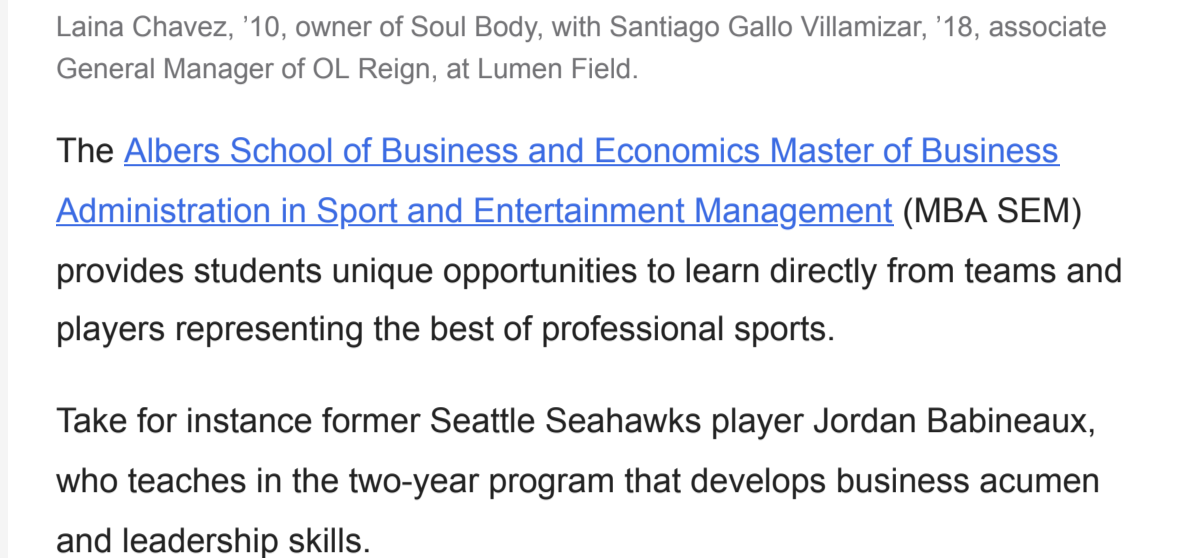 Laina Chavez, ’10, owner of Soul Body, with Santiago Gallo Villamizar, ’18, associate
General Manager of OL Reign, at Lumen Field.
The Albers School of Business and Economics Master of Business
Administration in Sport and Entertainment Management (MBA SEM)
provides students unique opportunities to learn directly from teams and
players representing the best of professional sports.
Take for instance former Seattle Seahawks player Jordan Babineaux,
who teaches in the two-year program that develops business acumen
and leadership skills.